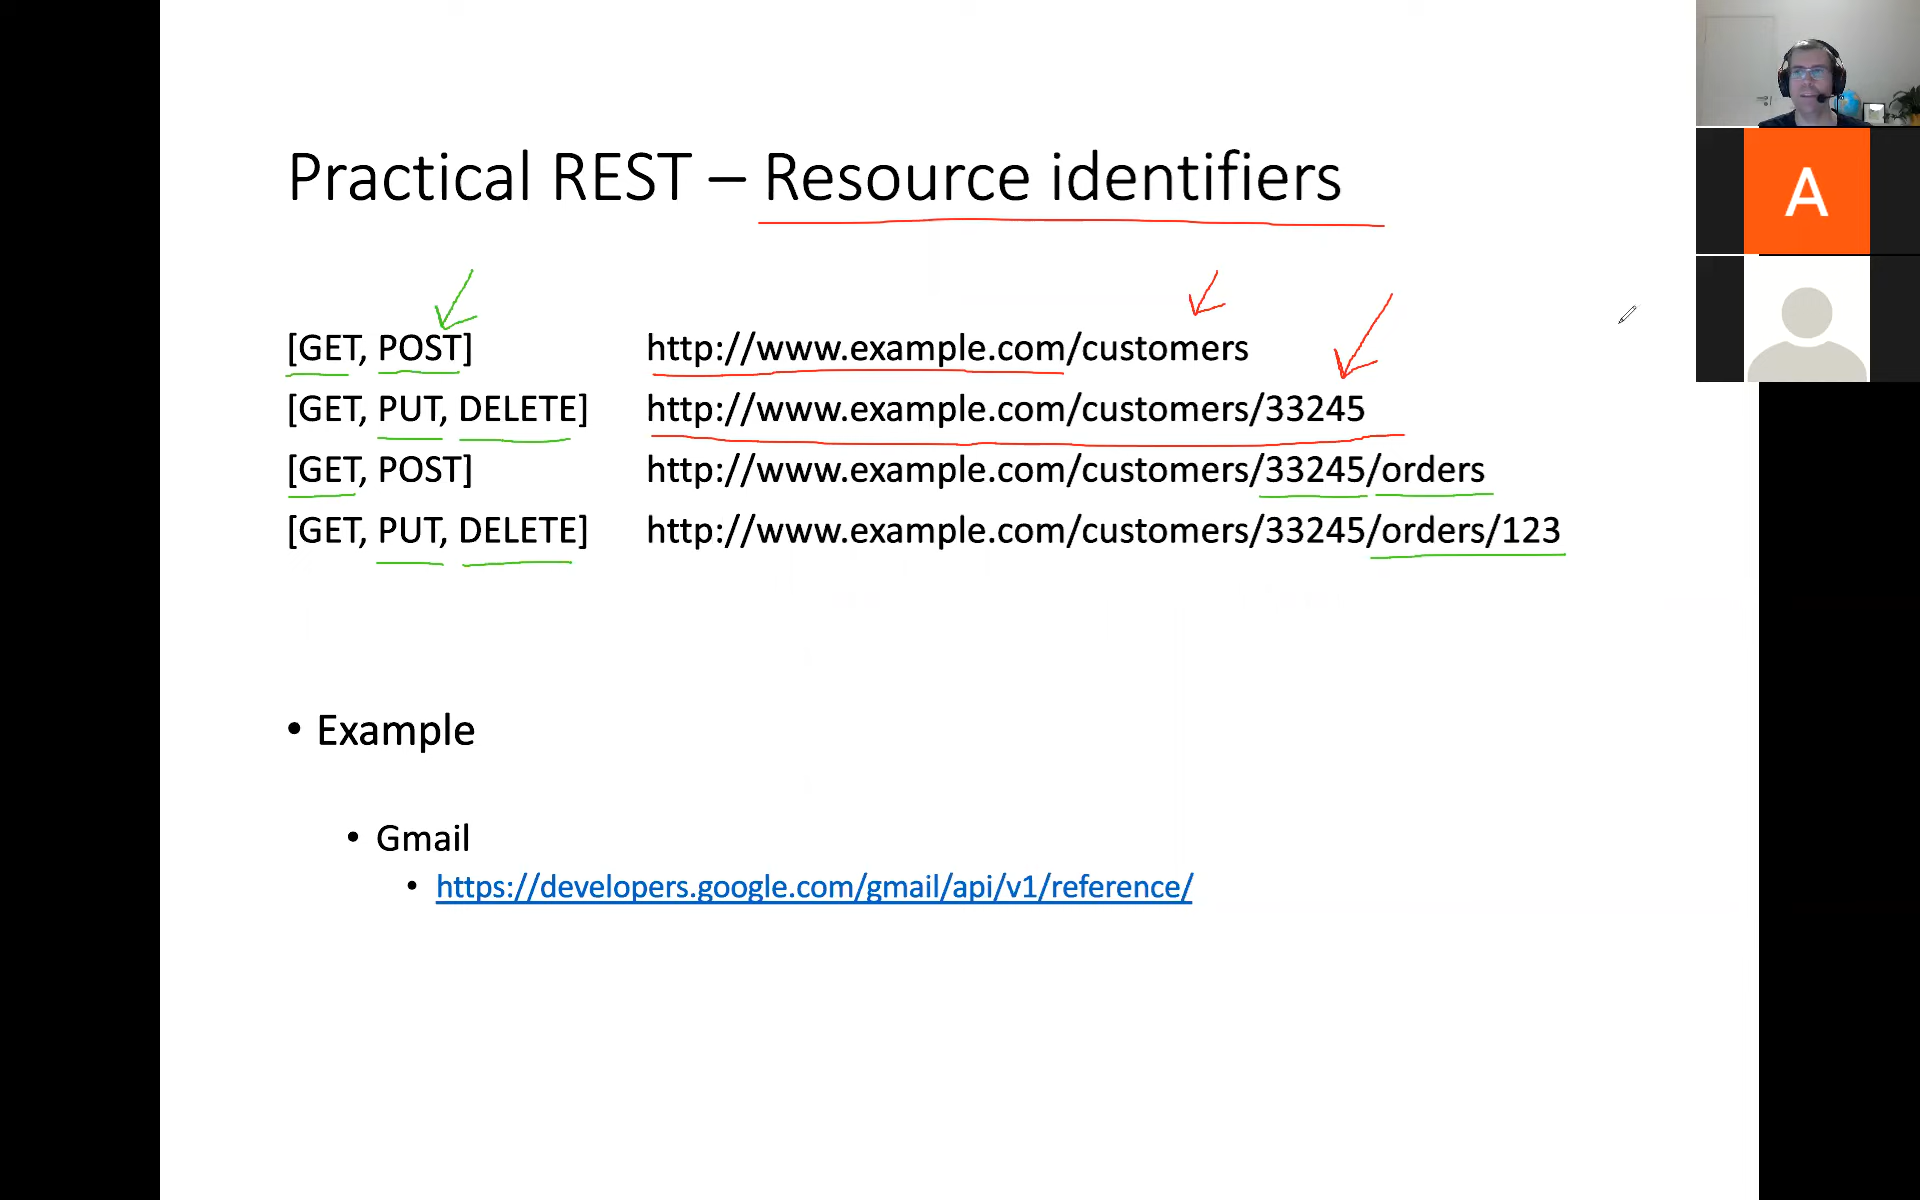 Practical REST – Resource identifiers
[GET, POST] http://www.example.com/customers
[GET, PUT, DELETE] http://www.example.com/customers/33245
[GET, POST] http://www.example.com/customers/33245/orders
[GET, PUT, DELETE] http://www.example.com/customers/33245/orders/123
• Example
• Gmail
• https://developers.google.com/gmail/api/v1/reference/
A